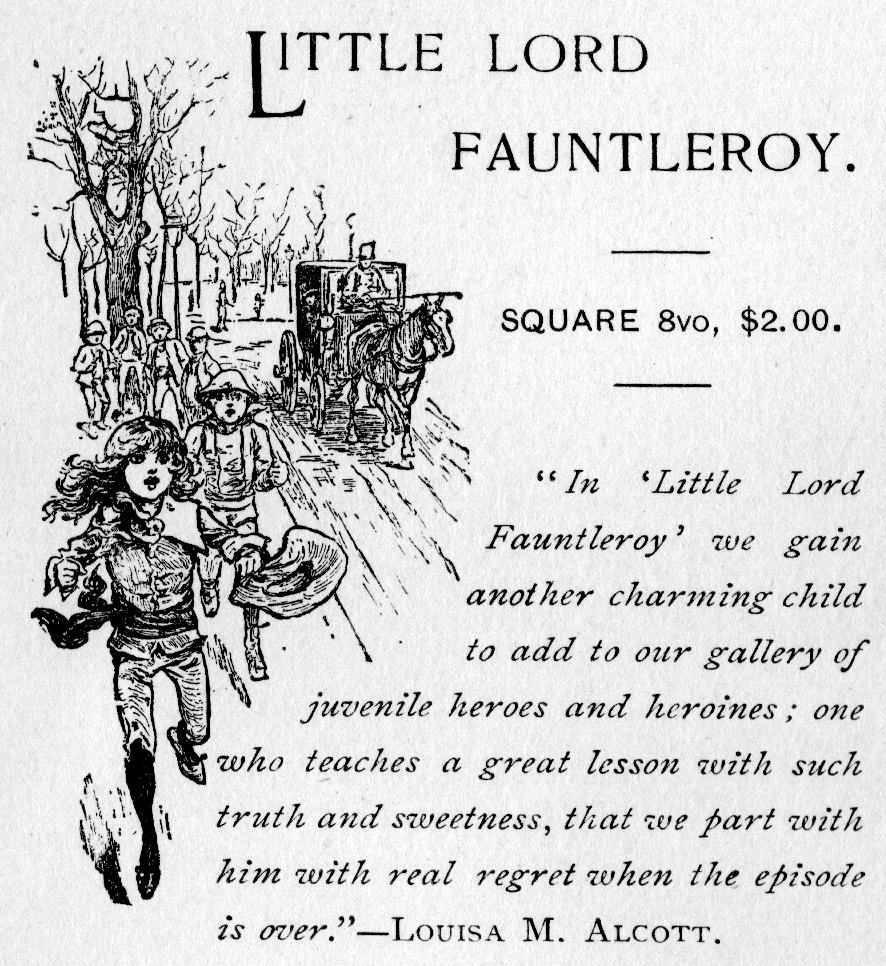 LITTLE LORD
FAUNTLEROY.
SQUARE 8vo, $2.00.
“In ‘Little Lord
Fauntleroy’ we gain
another charming child
to add to our gallery of
juvenile heroes and heroines; one
who teaches a great lesson with such
truth and sweetness, that we part with
him with real regret when the episode
is over.”—LOUISA M. ALCOTT.